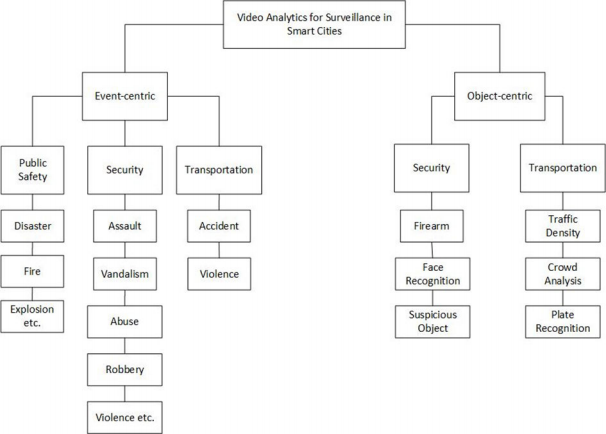 Video Analytics for Surveillance in
Smart Cities
Event-centric
Object-centric
Public
Safety
Security
Transportation
Security
Transportation
Disaster
Assault
Accident
Firearm
Traffic
Density
Fire
Vandalism
Violence
Face
Recognition
Crowd
Analysis
Explosion
etc.
Abuse
Suspicious
Object
Plate
Recognition
Robbery
Violence etc.